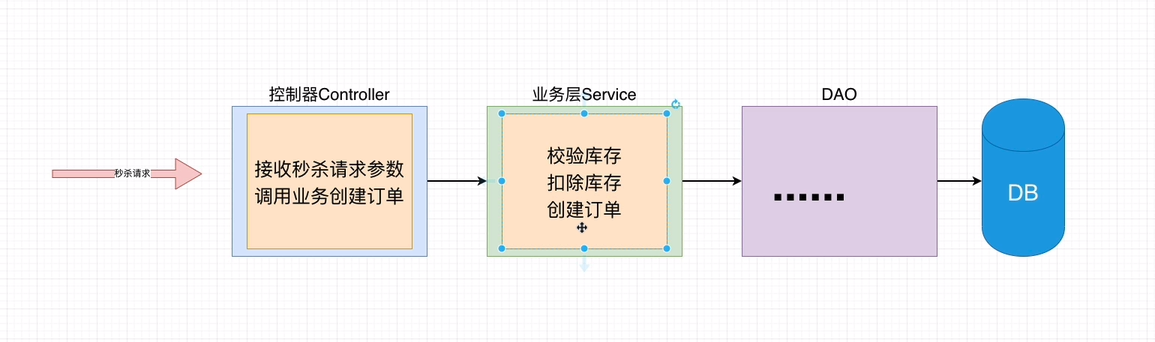 控制器Controller
业务层Service
DAO
秒杀请求
接收秒杀请求参数
调用业务创建订单
校验库存
扣除库存
创建订单
......
DB